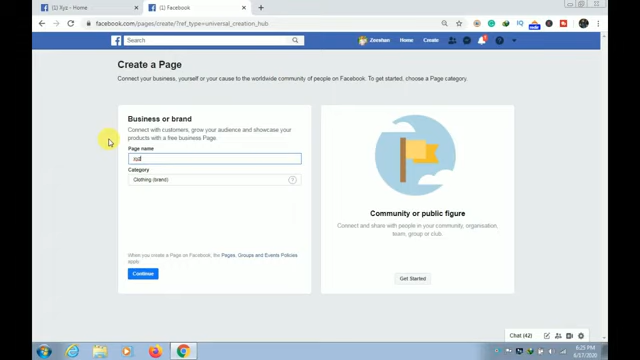 (1) Xyz - Home
(1) Facebook
facebook.com/pages/create/?ref_type=universal_creation_hub
Search
Zeeshan Home Create
Create a Page
Connect your business, yourself or your cause to the worldwide community of people on Facebook. To get started, choose a Page category.
Business or brand
Connect with customers, grow your audience and showcase your
products with a free business Page.
Page name
Category
Clothing (brand)
When you create a Page on Facebook, the Pages, Groups and Events Policies
apply
Continue
Community or public figure
Connect and share with people in your community, organisation,
team, group or club.
Get Started
Chat (42)
6:25 PM
8/17/2020